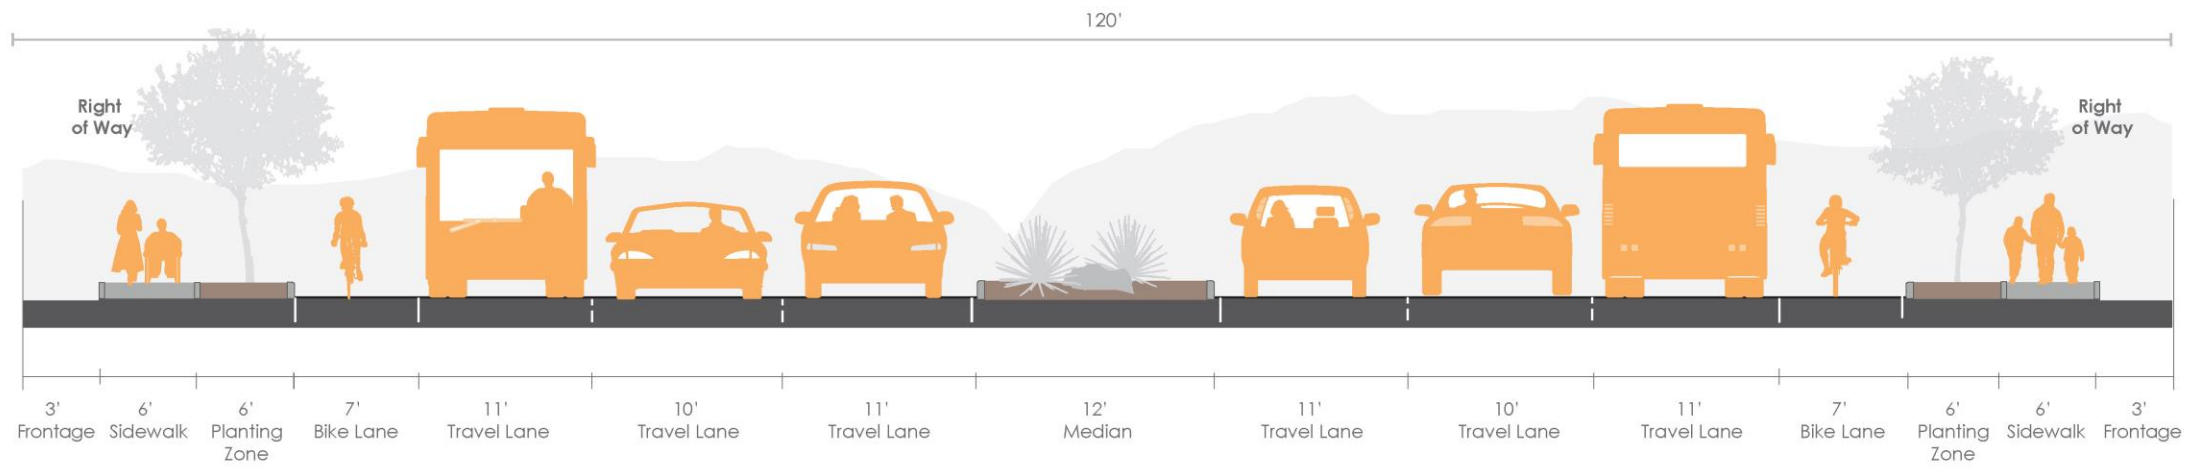 120'
Right
of Way
Right
of Way
3' 6' 6' 7' 11' 10' 11' 12' 11' 10' 11' 7' 6' 6' 3'
Frontage Sidewalk Planting Bike Lane Travel Lane Travel Lane Travel Lane Median Travel Lane Travel Lane Travel Lane Bike Lane Planting Sidewalk Frontage
Zone Zone